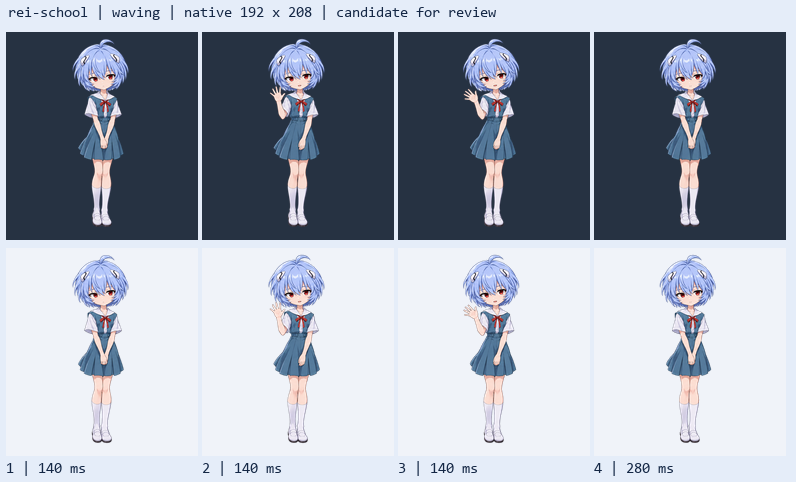 rei-school | waving | native 192 x 208 | candidate for review
1 | 140 ms
2 | 140 ms
3 | 140 ms
4 | 280 ms